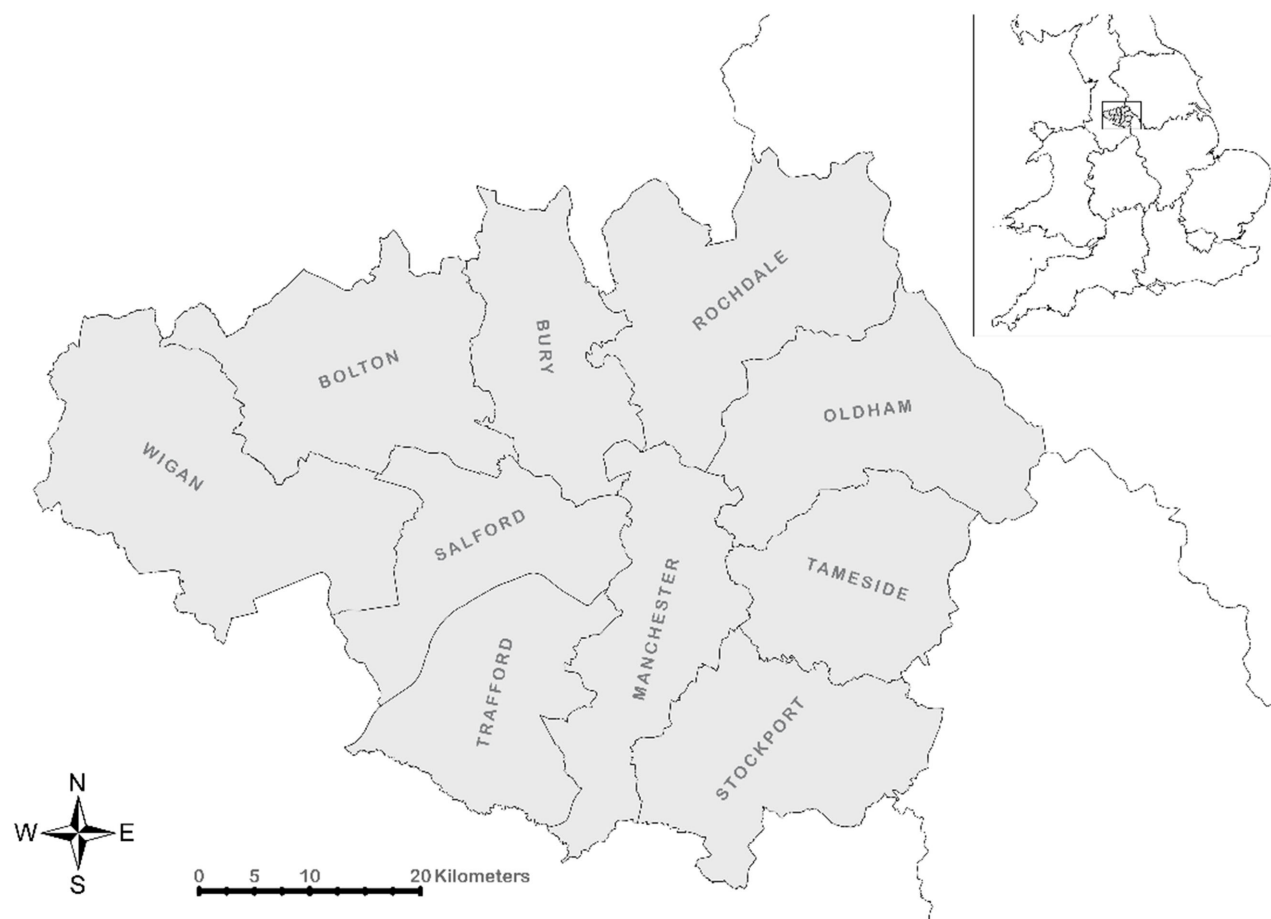 ROCHDALE
BURY
BOLTON
OLDHAM
WIGAN
SALFORD
TAMESIDE
MANCHESTER
TRAFFORD
STOCKPORT
N
W E
S
0 5 10 20 Kilometers